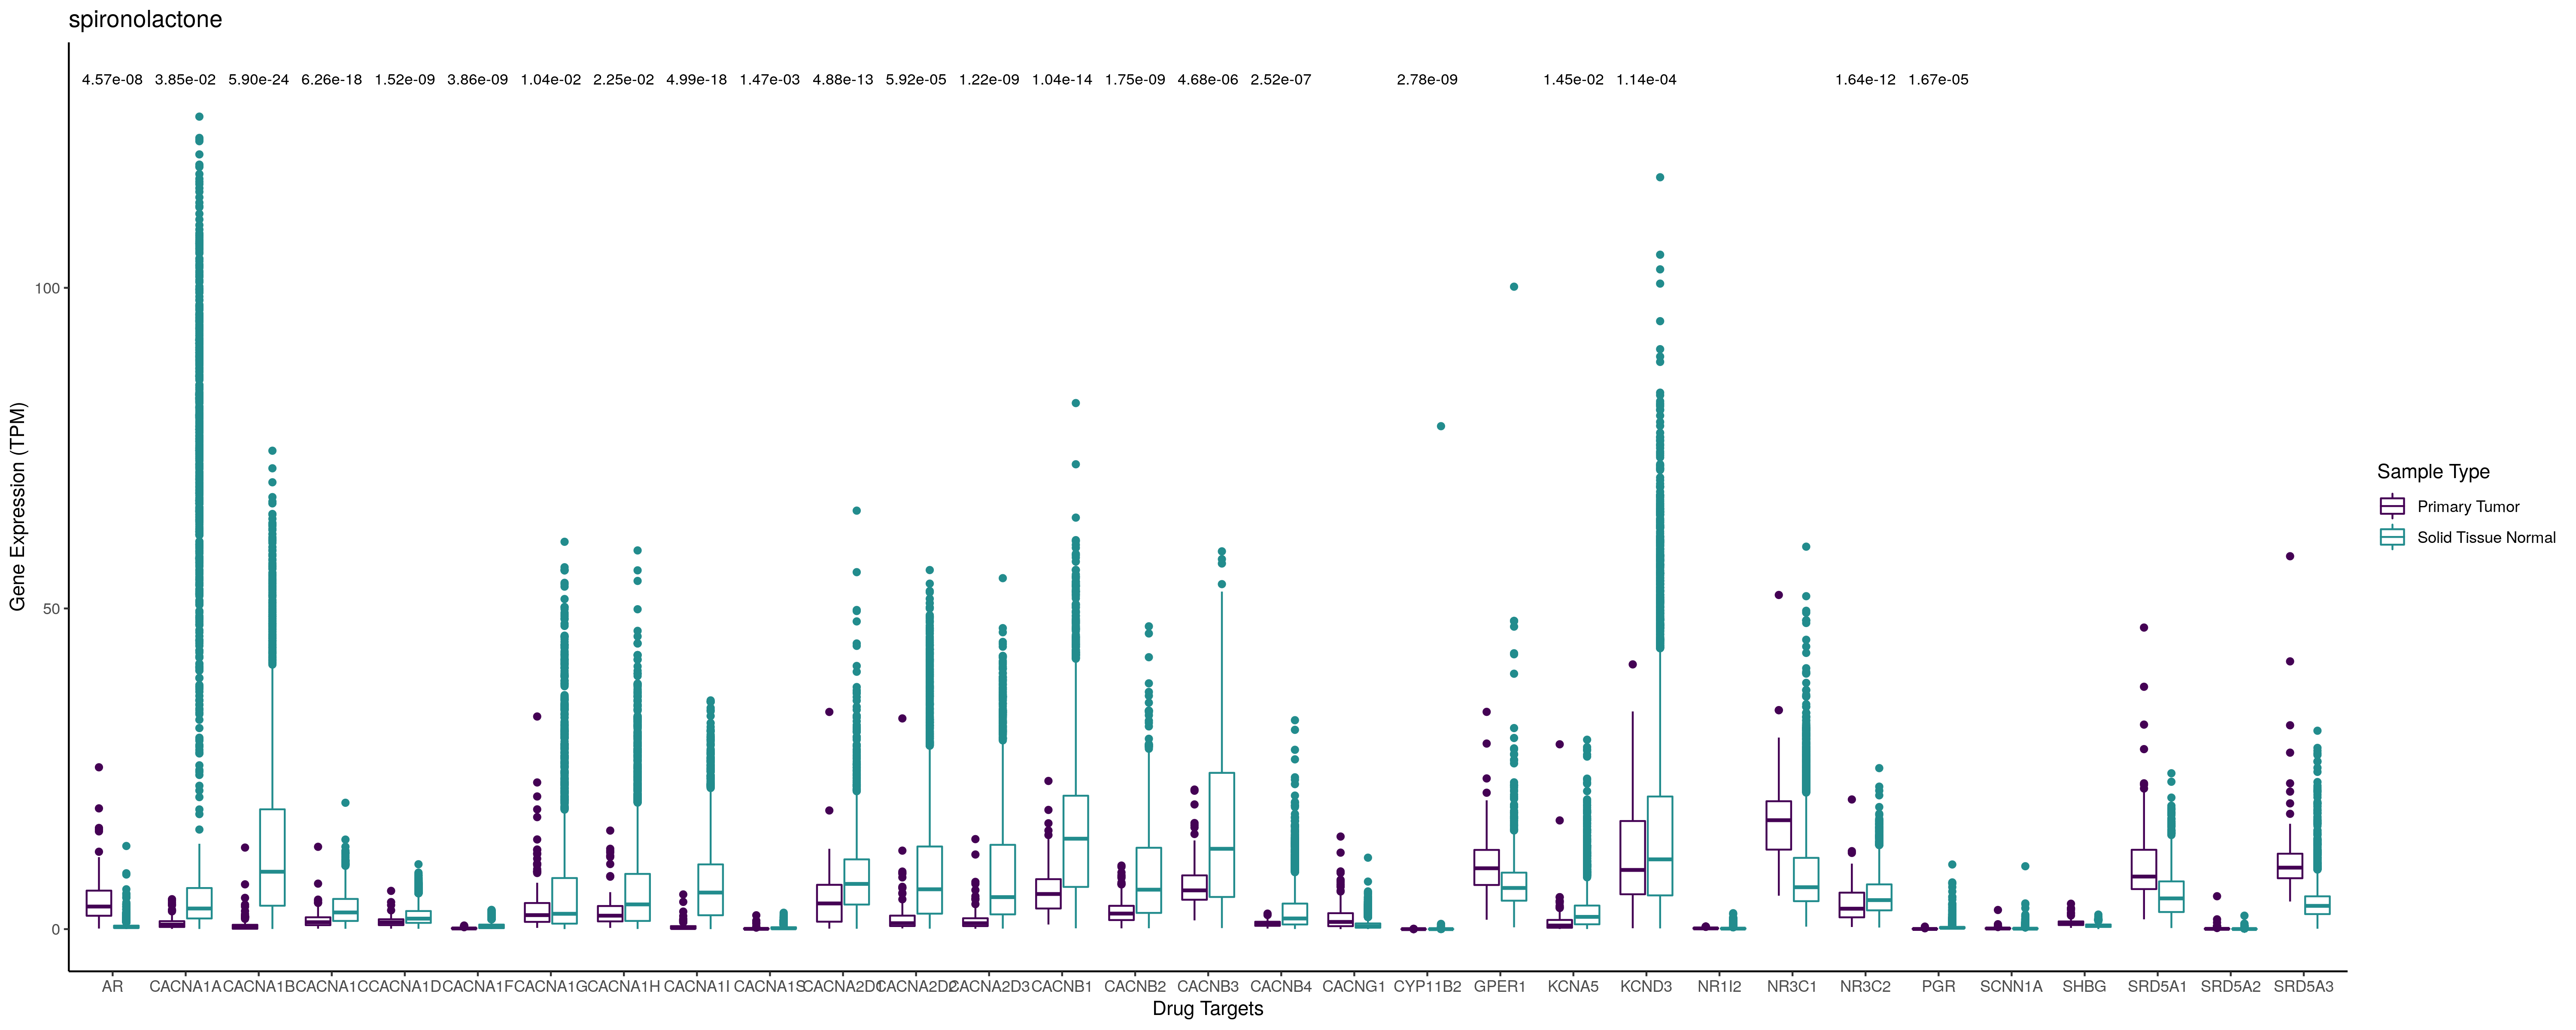 spironolactone
4.57e-08 3.85e-02 5.90e-24 6.26e-18 1.52e-09 3.86e-09 1.04e-02 2.25e-02 4.99e-18 1.47e-03 4.88e-13 5.92e-05 1.22e-09 1.04e-14 1.75e-09 4.68e-06 2.52e-07 2.78e-09 1.45e-02 1.14e-04 1.64e-12 1.67e-05
100
50
0
Gene Expression (TPM)
AR CACNA1A CACNA1B CACNA1C CACNA1D CACNA1F CACNA1G CACNA1H CACNA1I CACNA1S CACNA2D1 CACNA2D2 CACNA2D3 CACNB1 CACNB2 CACNB3 CACNB4 CACNG1 CYP11B2 GPER1 KCNA5 KCND3 NR1I2 NR3C1 NR3C2 PGR SCNN1A SHBG SRD5A1 SRD5A2 SRD5A3
Drug Targets
Sample Type
Primary Tumor
Solid Tissue Normal